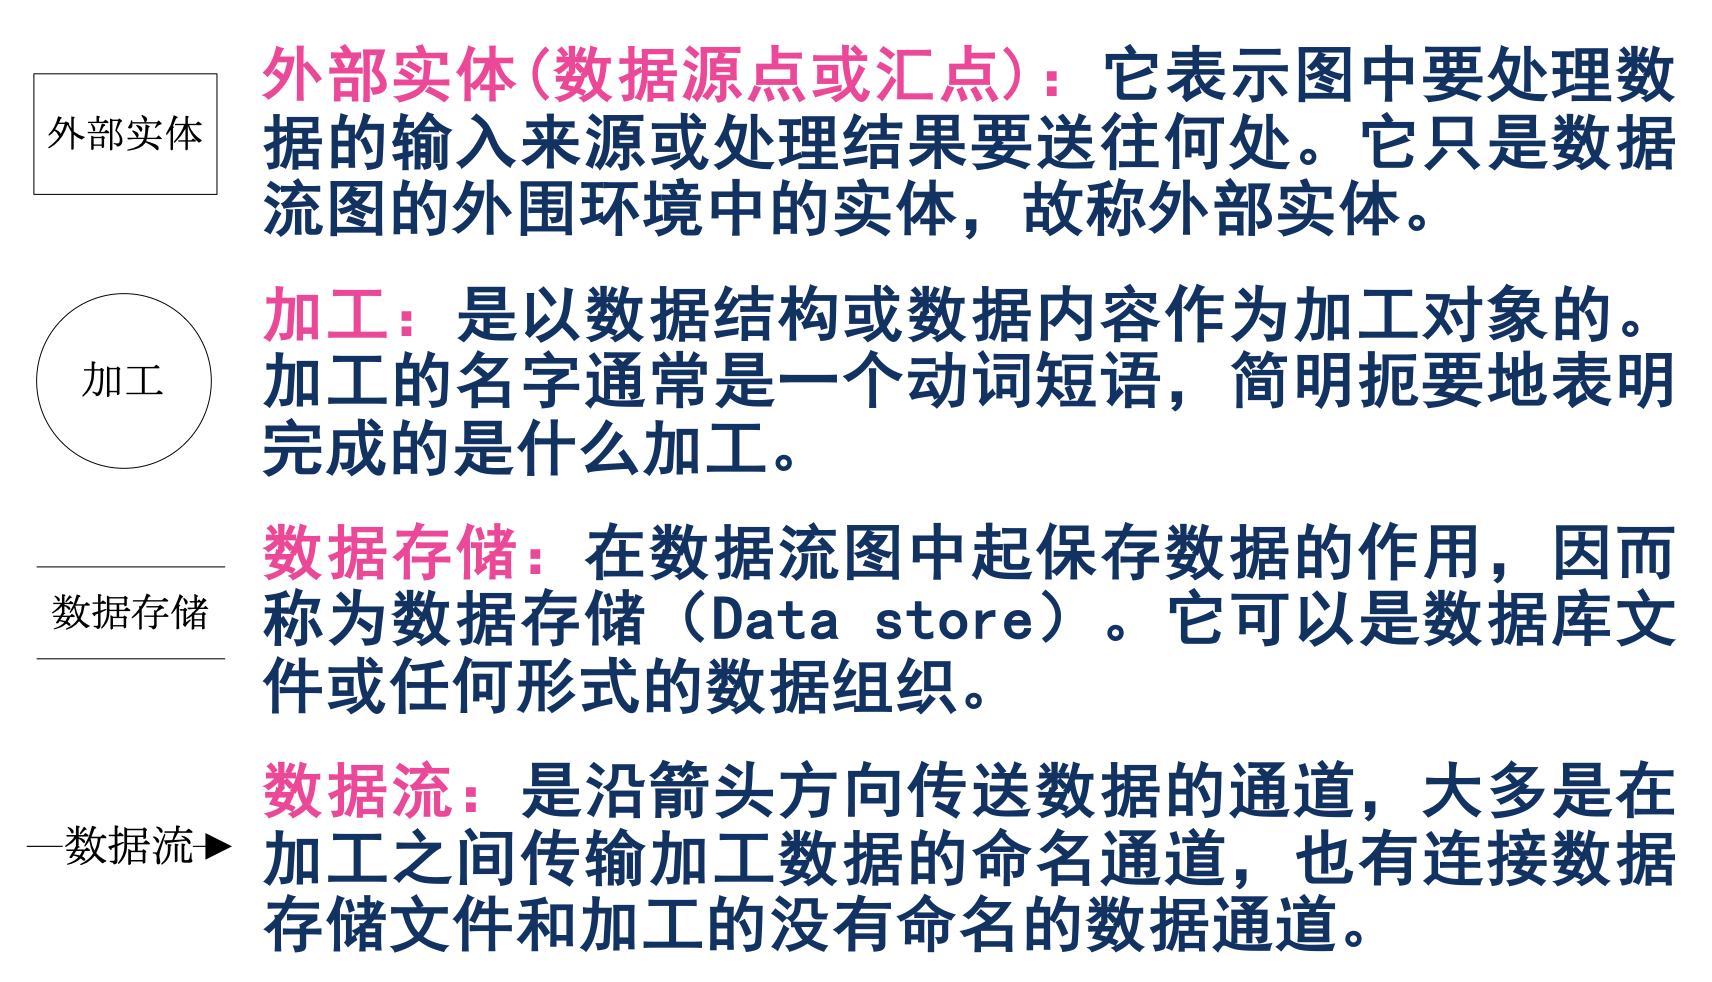 外部实体
外部实体(数据源点或汇点)：它表示图中要处理数
据的输入来源或处理结果要送往何处。它只是数据
流图的外围环境中的实体，故称外部实体。
加工
加工：是以数据结构或数据内容作为加工对象的。
加工的名字通常是一个动词短语，简明扼要地表明
完成的是什么加工。
数据存储
数据存储：在数据流图中起保存数据的作用，因而
称为数据存储（Data store）。它可以是数据库文
件或任何形式的数据组织。
数据流
数据流：是沿箭头方向传送数据的通道，大多是在
加工之间传输加工数据的命名通道，也有连接数据
存储文件和加工的没有命名的数据通道。